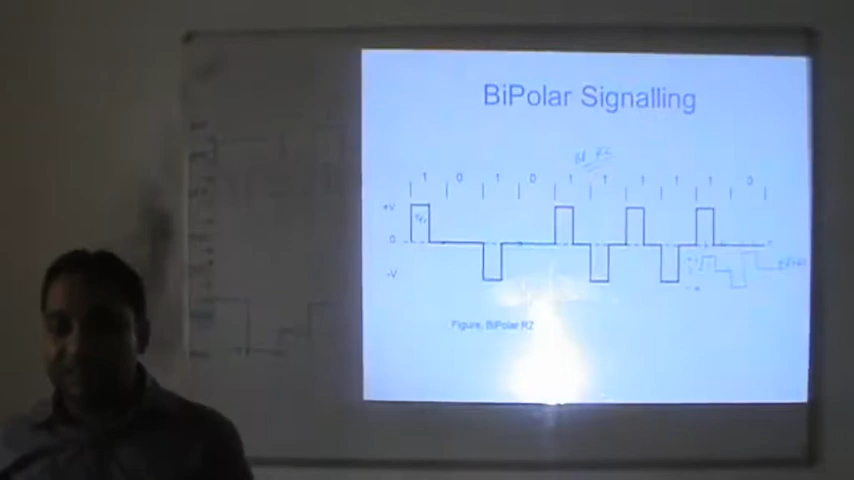 BiPolar Signalling
1 0 1 0 1 1 1 1 1 0
+V
0
-V
Figure, BiPolar RZ